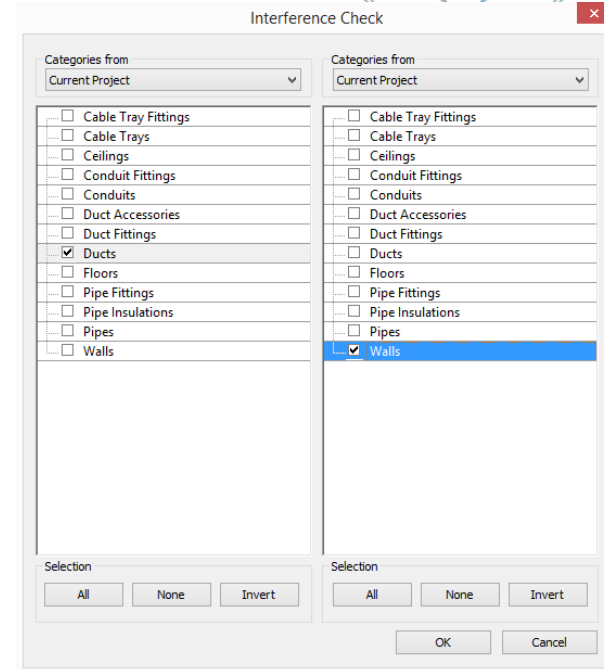 Interference Check
Categories from
Current Project
Cable Tray Fittings
Cable Trays
Ceilings
Conduit Fittings
Conduits
Duct Accessories
Duct Fittings
Ducts
Floors
Pipe Fittings
Pipe Insulations
Pipes
Walls
Selection
All None Invert
Categories from
Current Project
Cable Tray Fittings
Cable Trays
Ceilings
Conduit Fittings
Conduits
Duct Accessories
Duct Fittings
Ducts
Floors
Pipe Fittings
Pipe Insulations
Pipes
Walls
Selection
All None Invert
OK Cancel